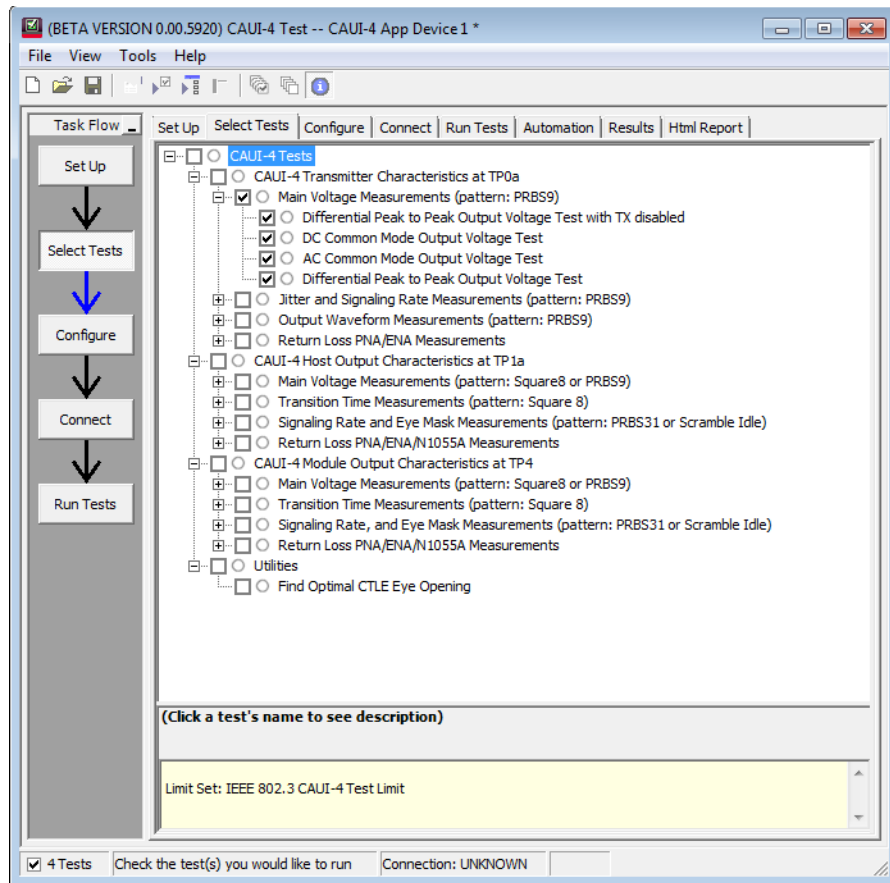 (BETA VERSION 0.00.5920) CAUI-4 Test -- CAUI-4 App Device 1 *
File View Tools Help
Task Flow
Set Up
Select Tests
Configure
Connect
Run Tests
Set Up Select Tests Configure Connect Run Tests Automation Results Html Report
CAUI-4 Tests
CAUI-4 Transmitter Characteristics at TP0a
Main Voltage Measurements (pattern: PRBS9)
Differential Peak to Peak Output Voltage Test with TX disabled
DC Common Mode Output Voltage Test
AC Common Mode Output Voltage Test
Differential Peak to Peak Output Voltage Test
Jitter and Signaling Rate Measurements (pattern: PRBS9)
Output Waveform Measurements (pattern: PRBS9)
Return Loss PNA/ENA Measurements
CAUI-4 Host Output Characteristics at TP1a
Main Voltage Measurements (pattern: Square8 or PRBS9)
Transition Time Measurements (pattern: Square 8)
Signaling Rate and Eye Mask Measurements (pattern: PRBS31 or Scramble Idle)
Return Loss PNA/ENA/N1055A Measurements
CAUI-4 Module Output Characteristics at TP4
Main Voltage Measurements (pattern: Square8 or PRBS9)
Transition Time Measurements (pattern: Square 8)
Signaling Rate, and Eye Mask Measurements (pattern: PRBS31 or Scramble Idle)
Return Loss PNA/ENA/N1055A Measurements
Utilities
Find Optimal CTLE Eye Opening
(Click a test's name to see description)
Limit Set: IEEE 802.3 CAUI-4 Test Limit
4 Tests Check the test(s) you would like to run Connection: UNKNOWN